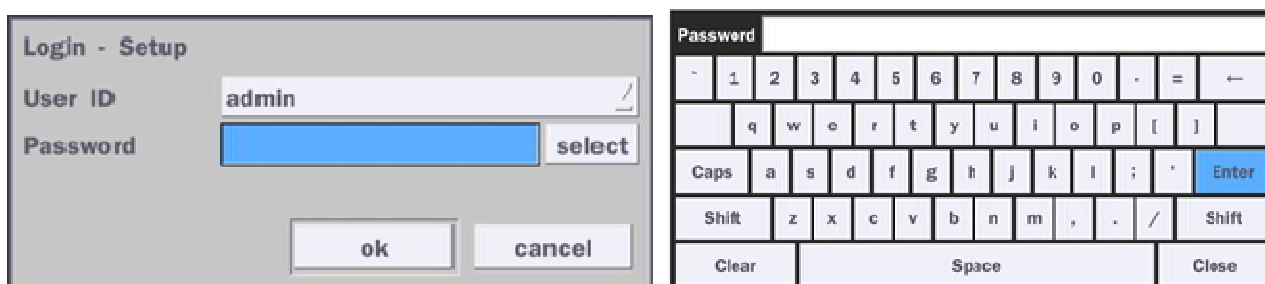 Login - Setup
User ID admin
Password select
ok cancel
Password
` 1 2 3 4 5 6 7 8 9 0 - = ←
q w e r t y u i o p [ ]
Caps a s d f g h j k l ; ' Enter
Shift z x c v b n m , . / Shift
Clear Space Close